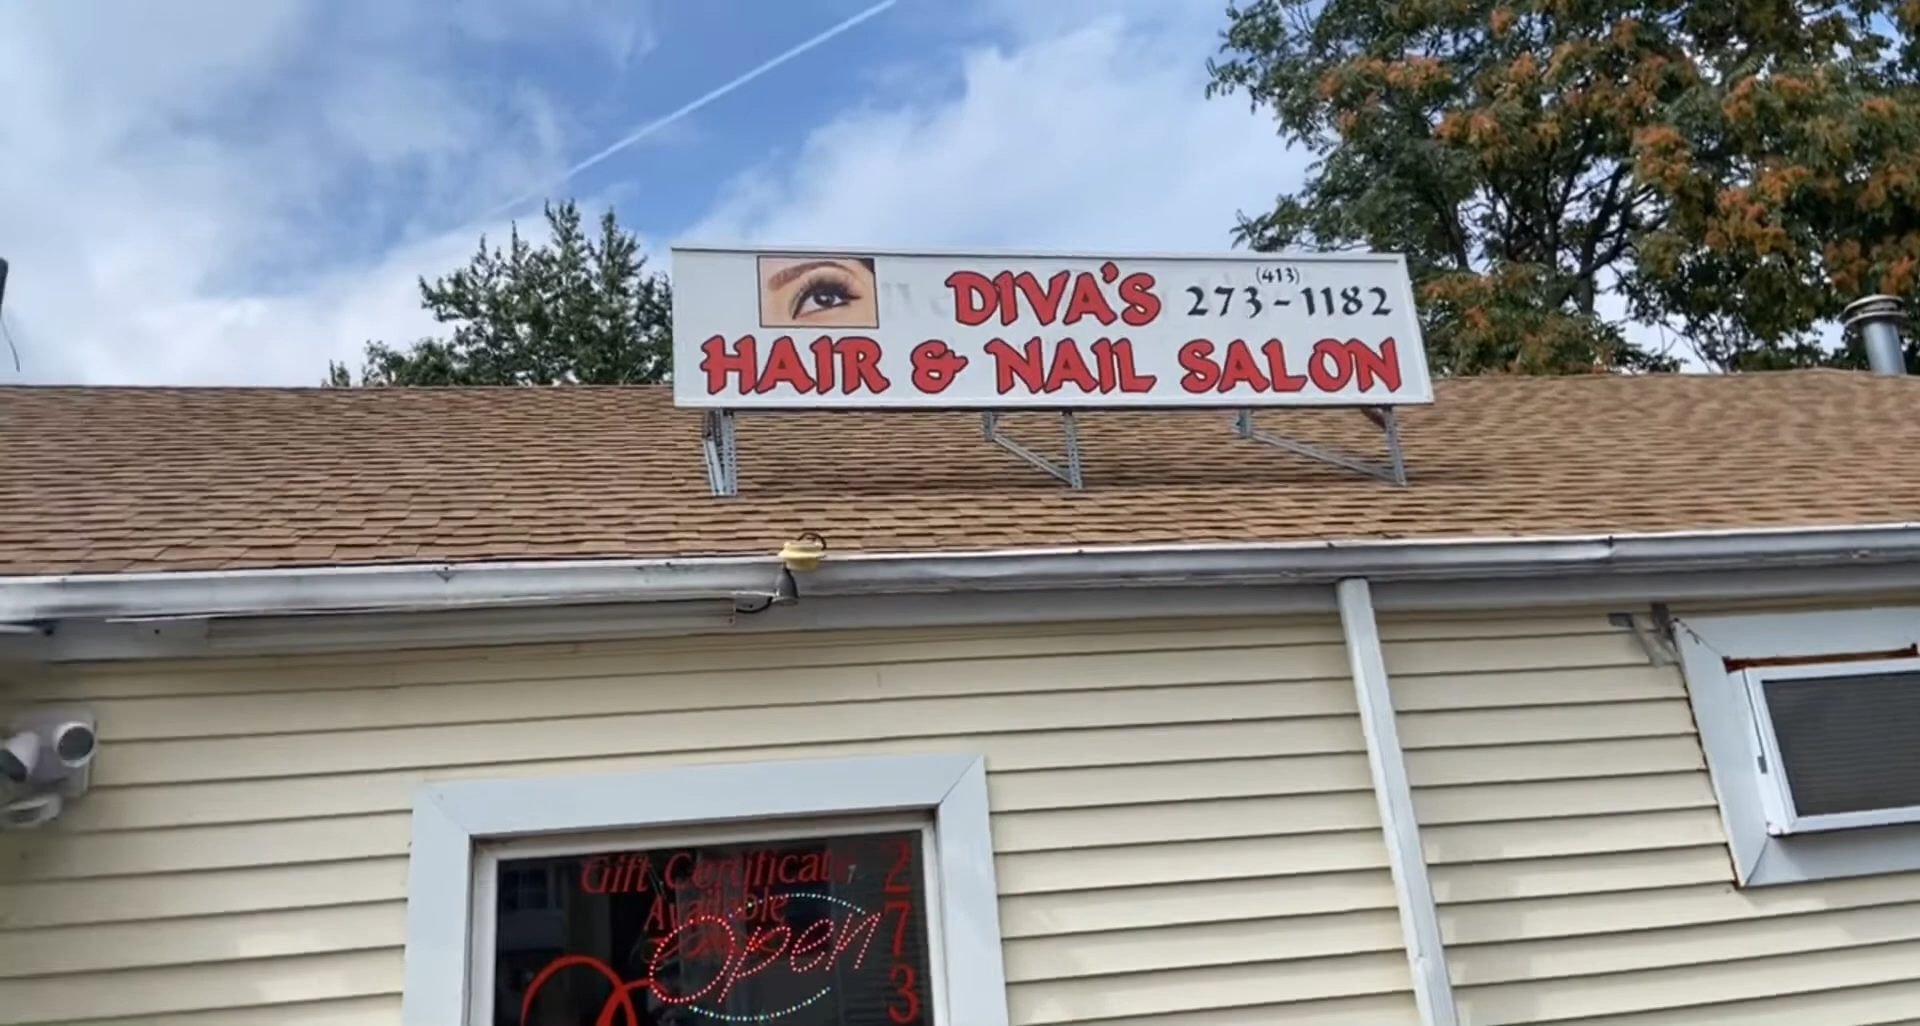 DIVA'S (413) 273-1182
HAIR & NAIL SALON
Gift Certificate
Available
Open
273